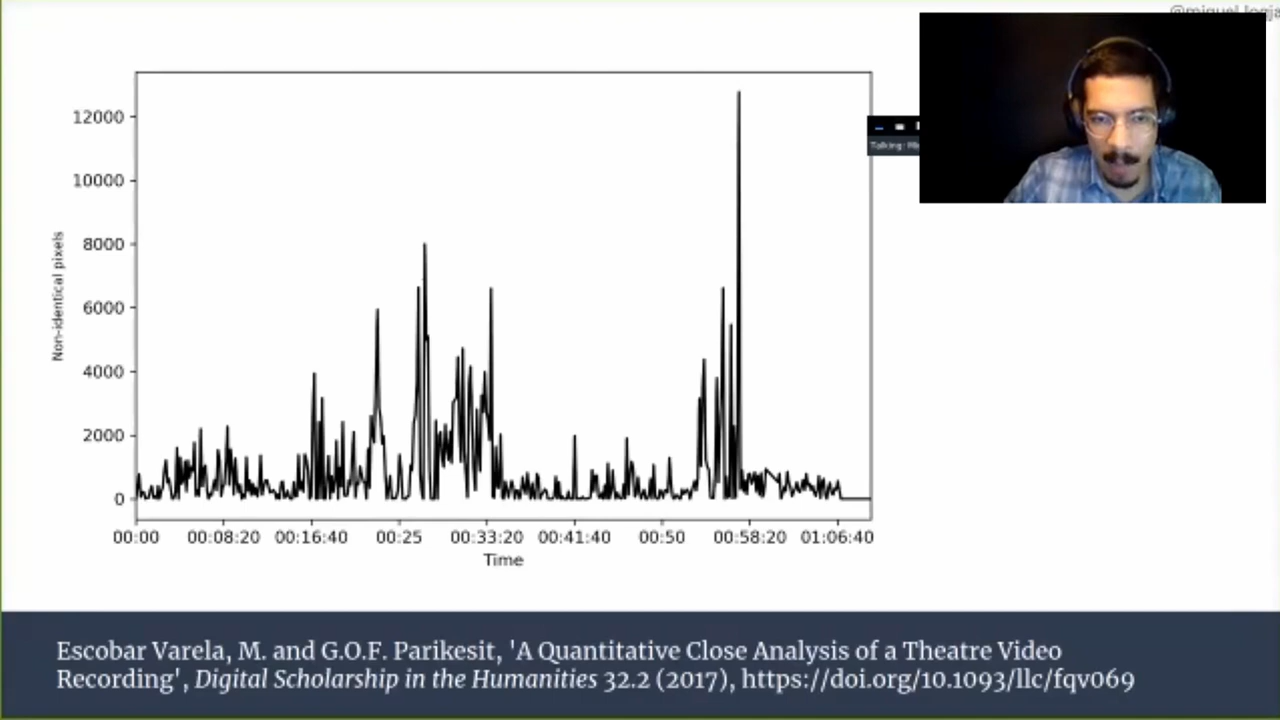 12000
10000
8000
6000
4000
2000
0
Non-identical pixels
00:00 00:08:20 00:16:40 00:25 00:33:20 00:41:40 00:50 00:58:20 01:06:40
Time
Talking:
Escobar Varela, M. and G.O.F. Parikesit, 'A Quantitative Close Analysis of a Theatre Video
Recording', Digital Scholarship in the Humanities 32.2 (2017), https://doi.org/10.1093/llc/fqv069